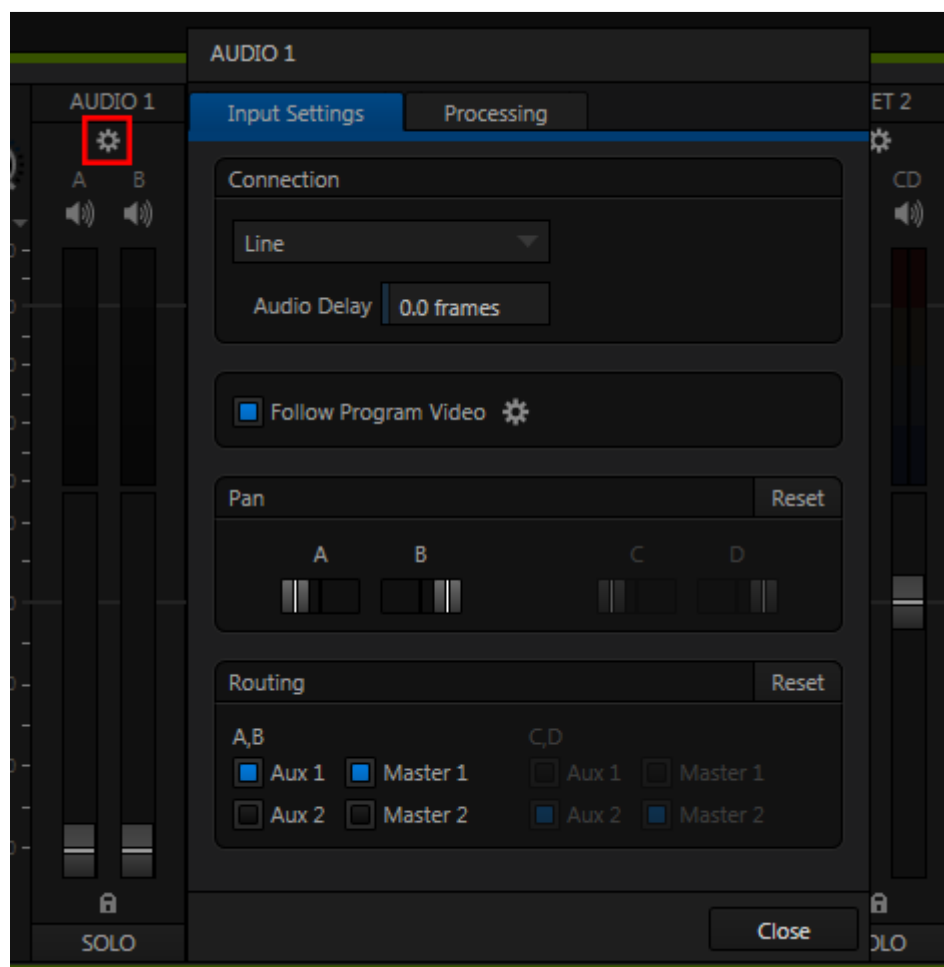 AUDIO 1
AUDIO 1
ET 2
Input Settings
Processing
A B
CD
Connection
Line
Audio Delay 0.0 frames
Follow Program Video
Pan
Reset
A B C D
Routing
Reset
A,B
C,D
Aux 1 Master 1 Aux 1 Master 1
Aux 2 Master 2 Aux 2 Master 2
Close
SOLO
OLO